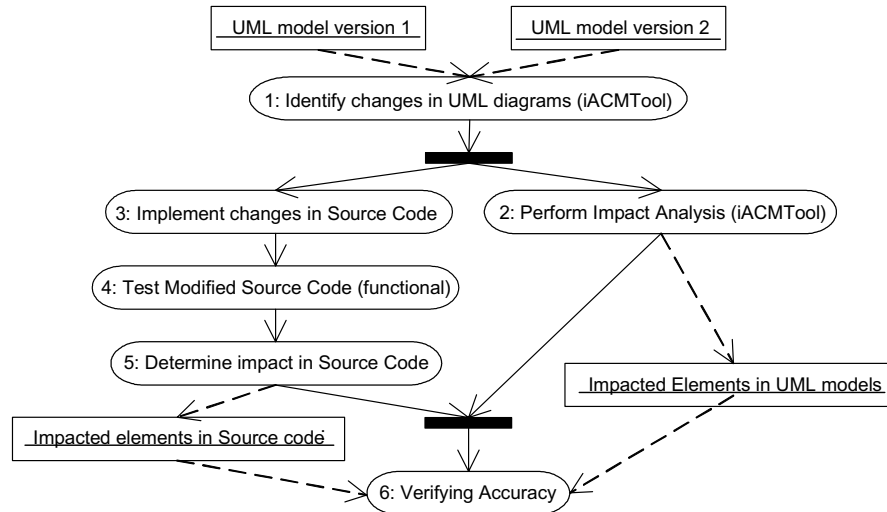 UML model version 1
UML model version 2
1: Identify changes in UML diagrams (iACMTool)
3: Implement changes in Source Code
2: Perform Impact Analysis (iACMTool)
4: Test Modified Source Code (functional)
5: Determine impact in Source Code
Impacted Elements in UML models
Impacted elements in Source code
6: Verifying Accuracy